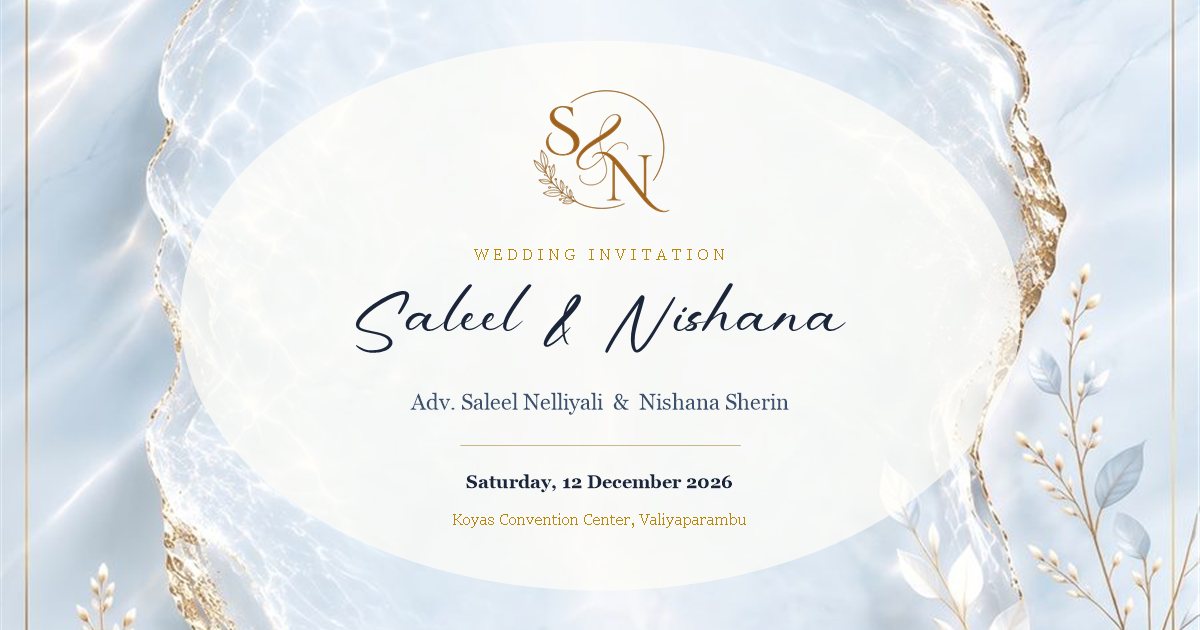 S&N
WEDDING INVITATION
Saleel & Nishana
Adv. Saleel Nelliyali & Nishana Sherin
Saturday, 12 December 2026
Koyas Convention Center, Valiyaparambu